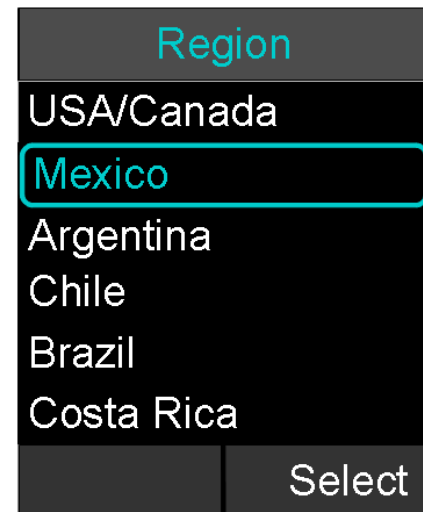 Region
USA/Canada
Mexico
Argentina
Chile
Brazil
Costa Rica
Select